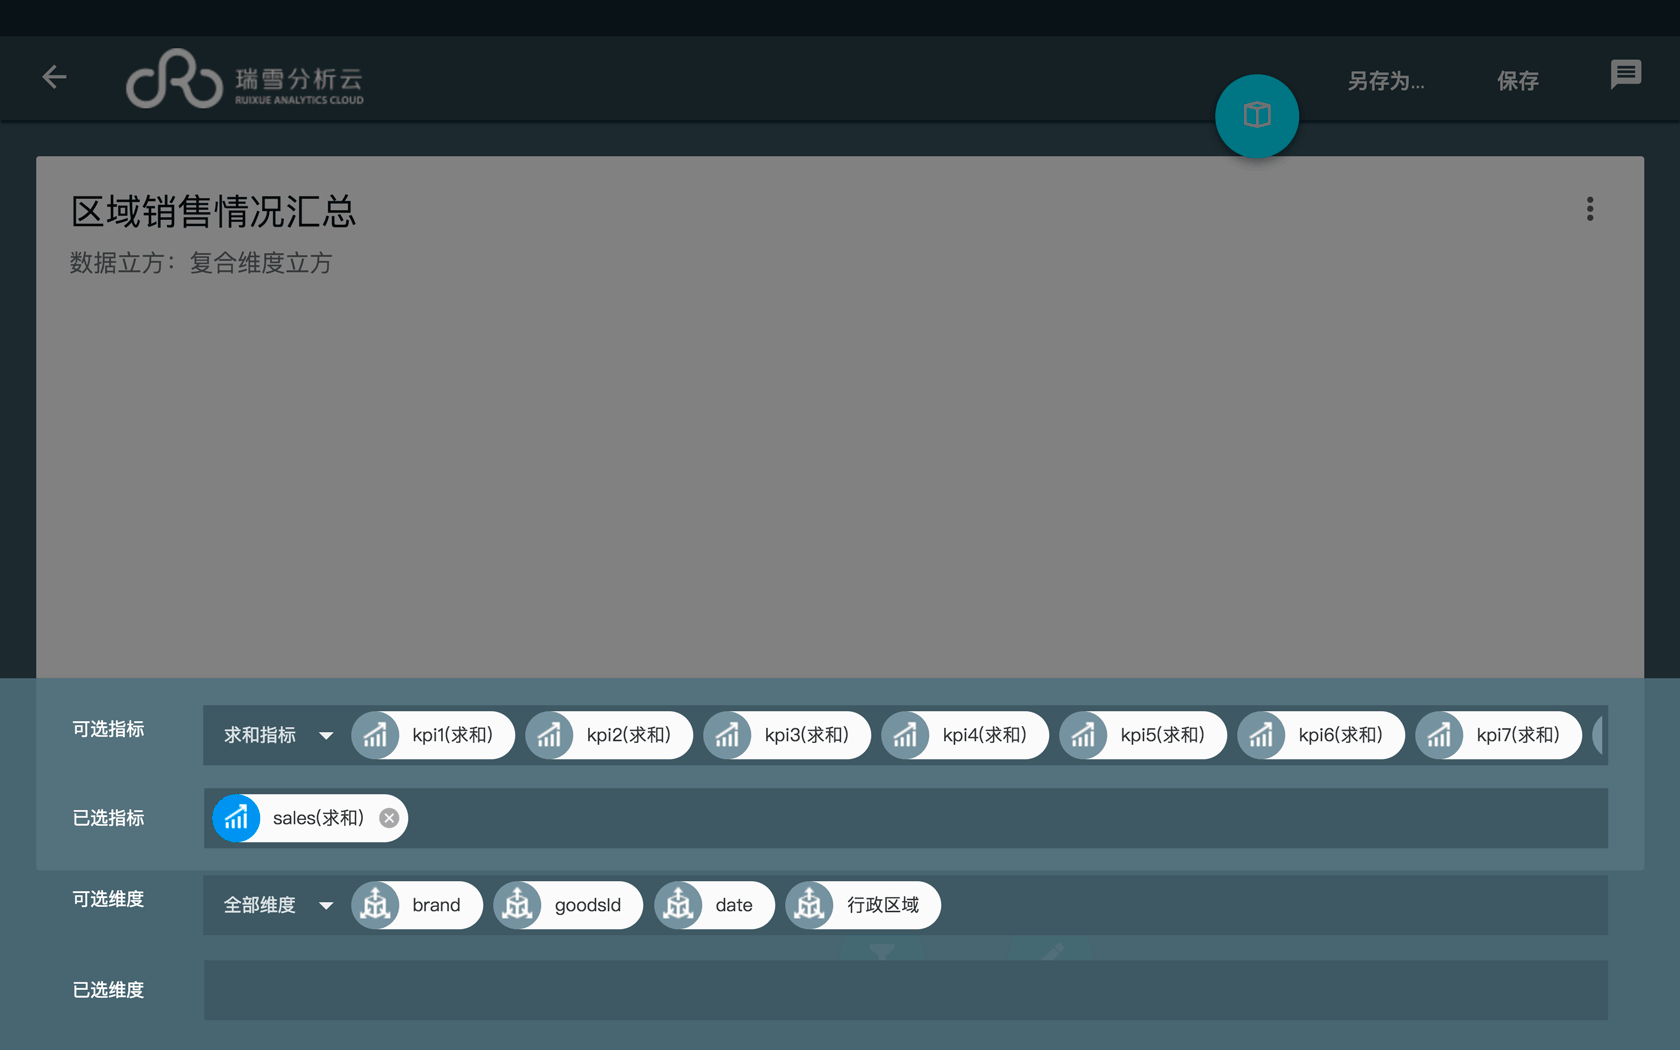 瑞雪分析云
RUIXUE ANALYTICS CLOUD
另存为...
保存
区域销售情况汇总
数据立方：复合维度立方
可选指标
求和指标
kpi1(求和)
kpi2(求和)
kpi3(求和)
kpi4(求和)
kpi5(求和)
kpi6(求和)
kpi7(求和)
已选指标
sales(求和)
可选维度
全部维度
brand
goodsId
date
行政区域
已选维度